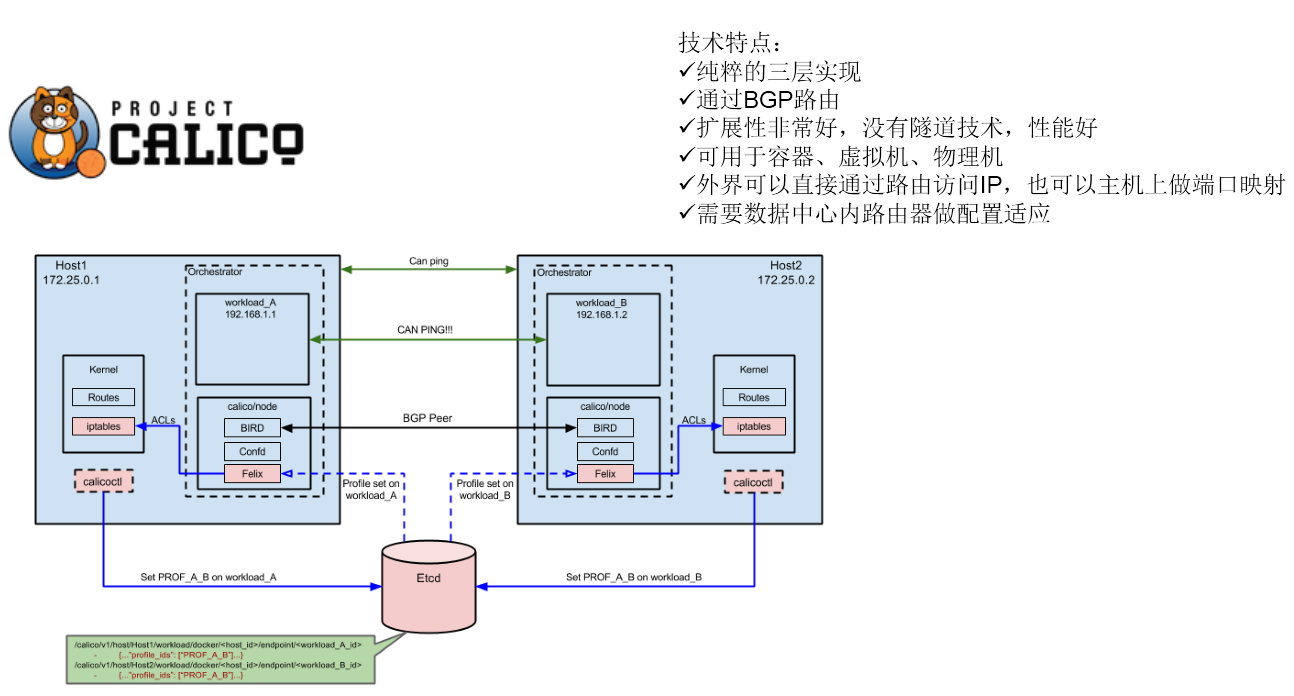 技术特点：
✓纯粹的三层实现
✓通过BGP路由
✓扩展性非常好，没有隧道技术，性能好
✓可用于容器、虚拟机、物理机
✓外界可以直接通过路由访问IP，也可以主机上做端口映射
✓需要数据中心内路由器做配置适应
PROJECT
CALICO
Host1
172.25.0.1
Orchestrator
workload_A
192.168.1.1
Kernel
Routes
iptables
ACLs
calico/node
BIRD
Confd
Felix
calicoctl
Can ping
CAN PING!!!
BGP Peer
Profile set on
workload_A
Profile set on
workload_B
Host2
172.25.0.2
Orchestrator
workload_B
192.168.1.2
calico/node
BIRD
Confd
Felix
ACLs
Kernel
Routes
iptables
calicoctl
Set PROF_A_B on workload_A
Etcd
Set PROF_A_B on workload_B
/calico/v1/host/Host1/workload/docker/<host_id>/endpoint/<workload_A_id>
- {..."profile_ids": ["PROF_A_B"]...}
/calico/v1/host/Host2/workload/docker/<host_id>/endpoint/<workload_B_id>
- {..."profile_ids": ["PROF_A_B"]...}